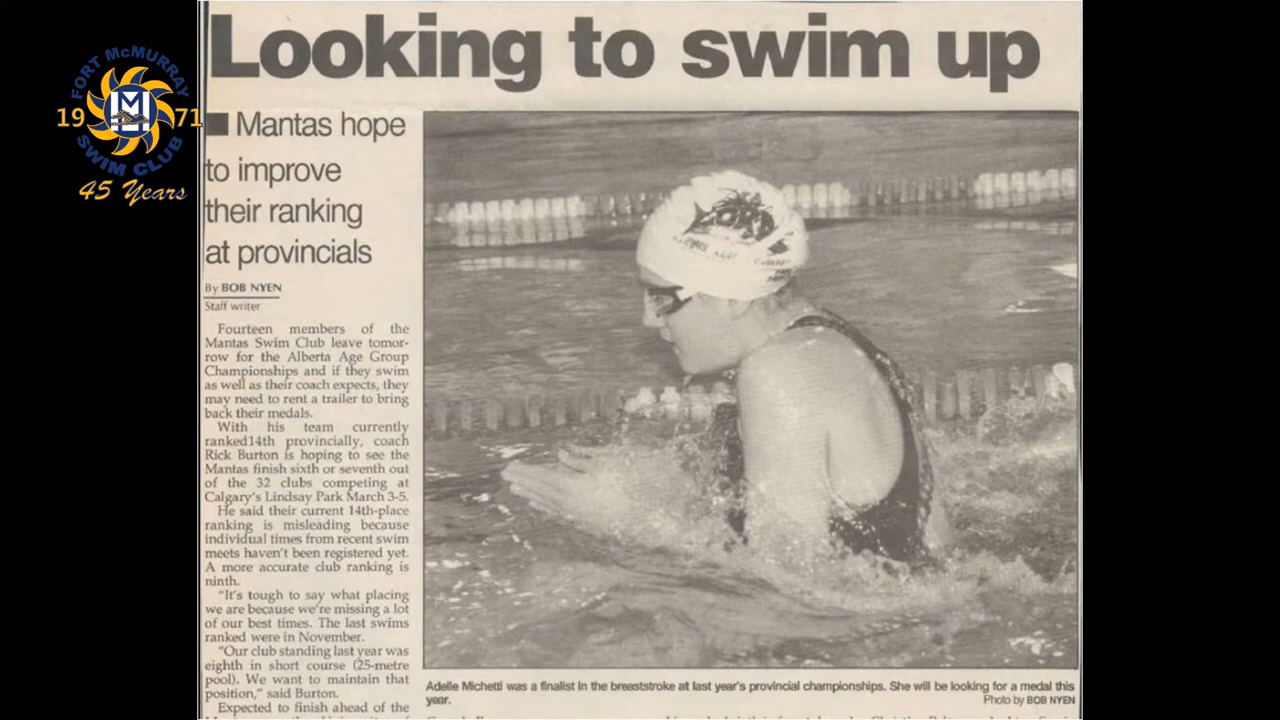 Looking to swim up
FORT McMURRAY
19 71
SWIM CLUB
45 Years
■ Mantas hope
to improve
their ranking
at provincials
By BOB NYEN
Staff writer
Fourteen members of the
Mantas Swim Club leave tomor-
row for the Alberta Age Group
Championships and if they swim
as well as their coach expects, they
may need to rent a trailer to bring
back their medals.
With his team currently
ranked14th provincially, coach
Rick Burton is hoping to see the
Mantas finish sixth or seventh out
of the 32 clubs competing at
Calgary's Lindsay Park March 3-5.
He said their current 14th-place
ranking is misleading because
individual times from recent swim
meets haven't been registered yet.
A more accurate club ranking is
ninth.
"It's tough to say what placing
we are because we're missing a lot
of our best times. The last swims
ranked were in November.
"Our club standing last year was
eighth in short course (25-metre
pool). We want to maintain that
position," said Burton.
Expected to finish ahead of the
Adelle Michetti was a finalist in the breaststroke at last year's provincial championships. She will be looking for a medal this
year.
Photo by BOB NYEN